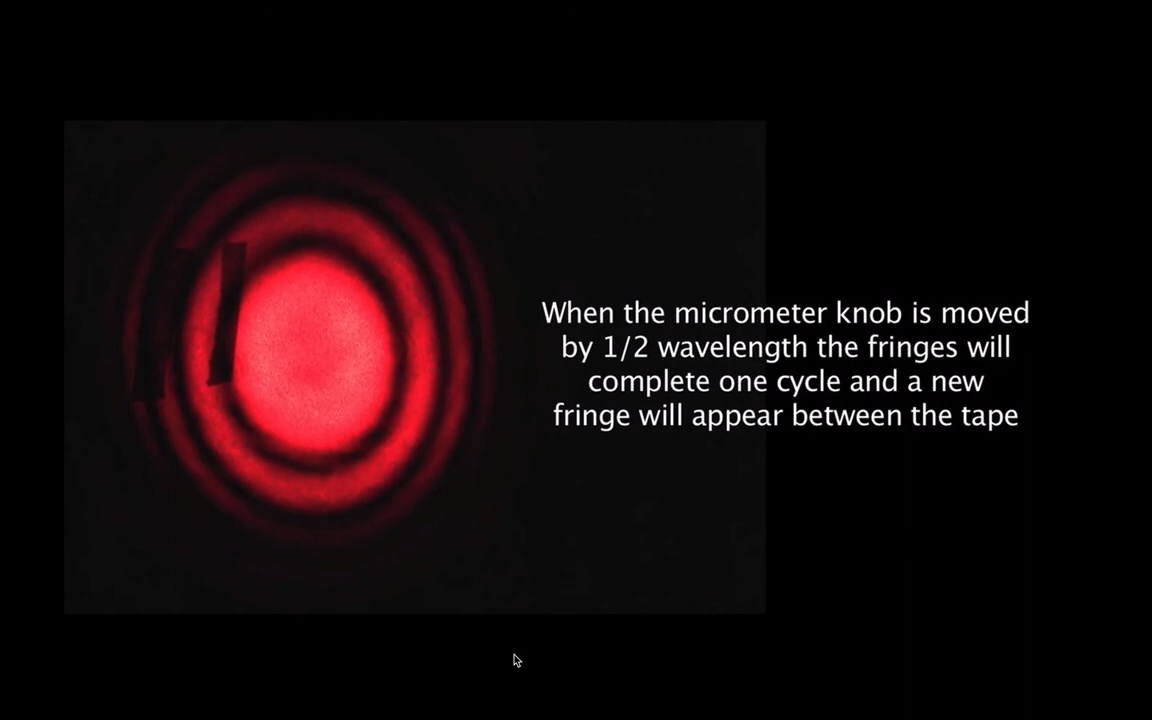 When the micrometer knob is moved
by 1/2 wavelength the fringes will
complete one cycle and a new
fringe will appear between the tape